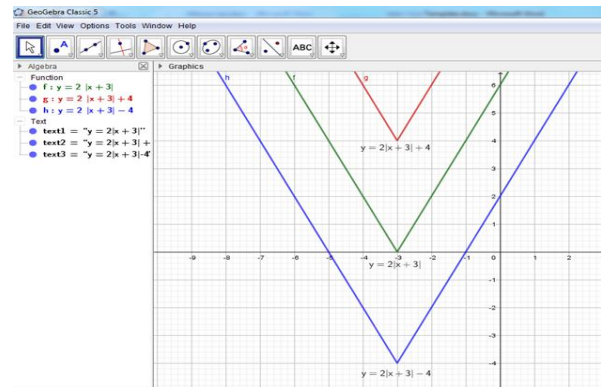 GeoGebra Classic 5
File Edit View Options Tools Window Help
ABC
Algebra
Graphics
Function
f : y = 2 |x + 3|
g : y = 2 |x + 3| + 4
h : y = 2 |x + 3| − 4
Text
text1 = "y = 2|x + 3|"
text2 = "y = 2|x + 3| +
text3 = "y = 2|x + 3|-4"
h f g
6
y = 2|x + 3| + 4
4
3
2
1
-9 -8 -7 -6 -5 -4 -3 -2 -1 0 1 2
y = 2|x + 3|
-3
-4
y = 2|x + 3| − 4